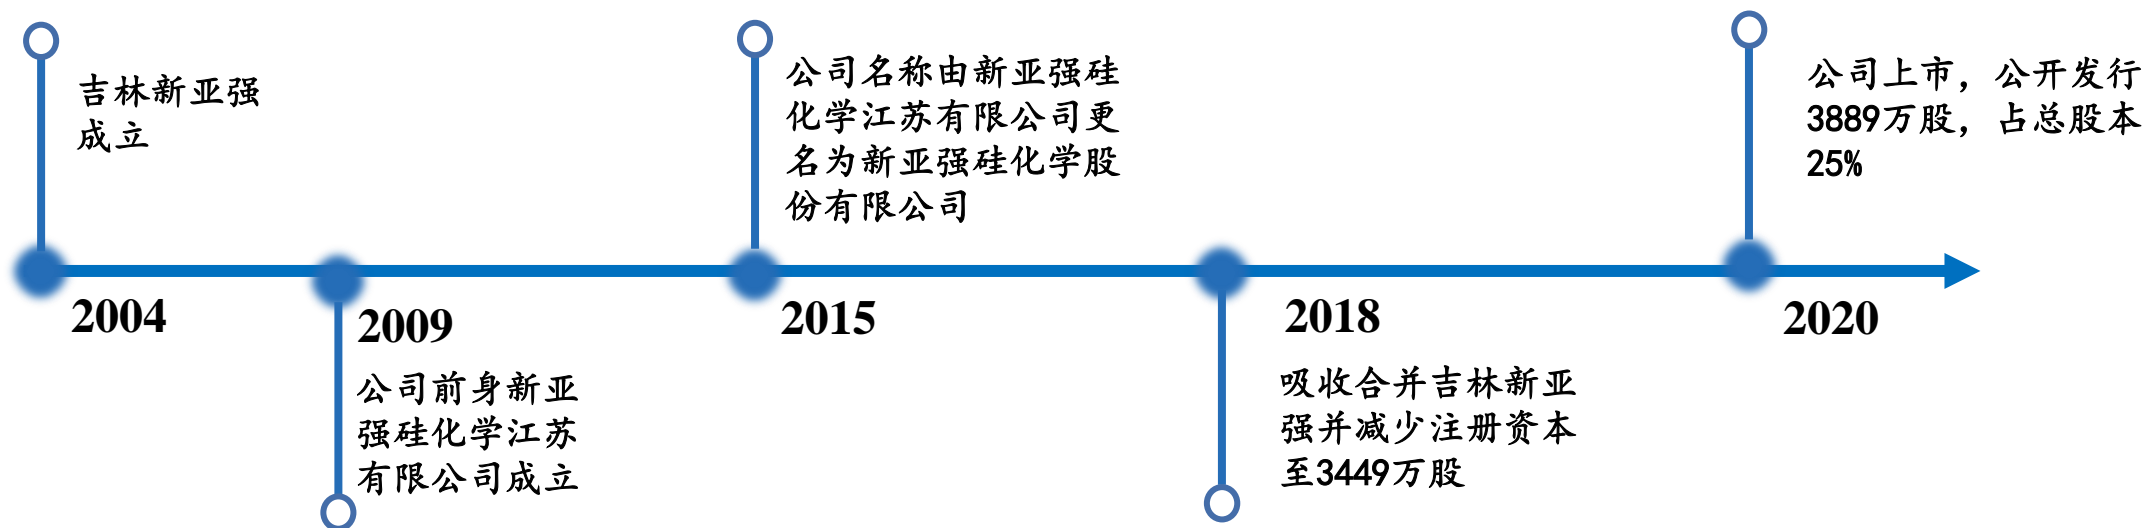 吉林新亚强
成立
2004
2009
公司前身新亚
强硅化学江苏
有限公司成立
公司名称由新亚强硅
化学江苏有限公司更
名为新亚强硅化学股
份有限公司
2015
2018
吸收合并吉林新亚
强并减少注册资本
至3449万股
公司上市，公开发行
3889万股，占总股本
25%
2020